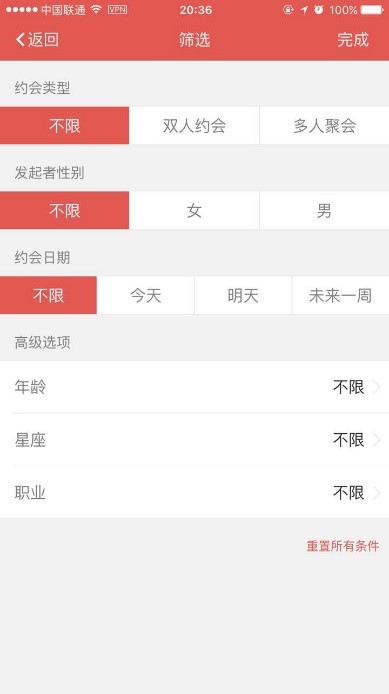 中国联通 VPN 20:36 100%
返回 筛选 完成
约会类型
不限 双人约会 多人聚会
发起者性别
不限 女 男
约会日期
不限 今天 明天 未来一周
高级选项
年龄 不限
星座 不限
职业 不限
重置所有条件